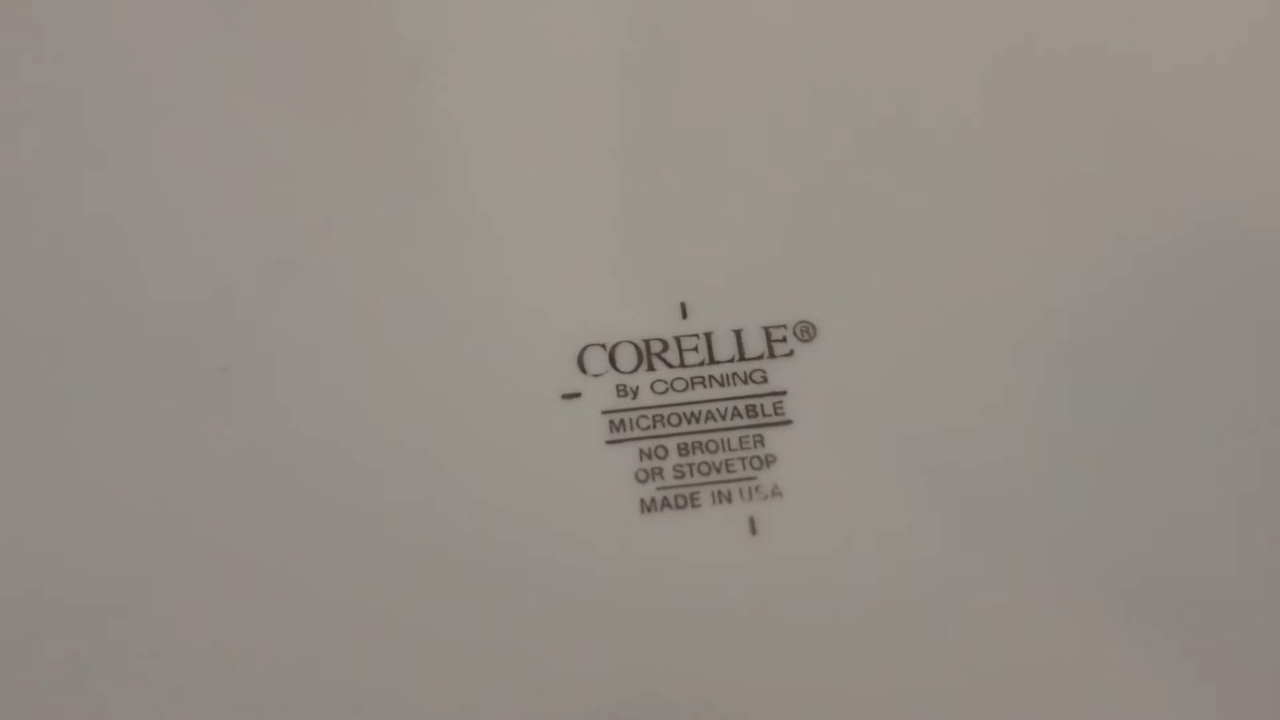 CORELLE®
By CORNING
MICROWAVABLE
NO BROILER
OR STOVETOP
MADE IN USA